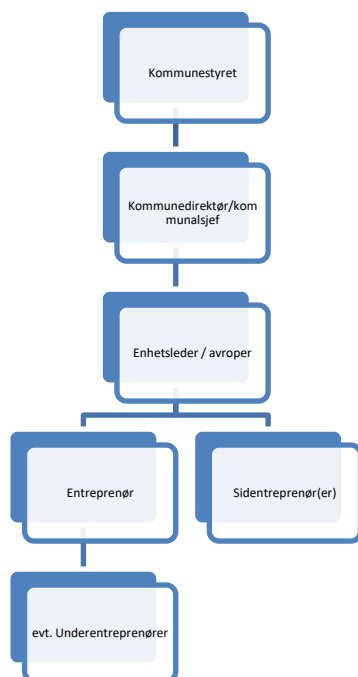 Kommunestyret
Kommunedirektør/kom
munalsjef
Enhetsleder / avroper
Entreprenør
Sidentreprenør(er)
evt. Underentreprenører